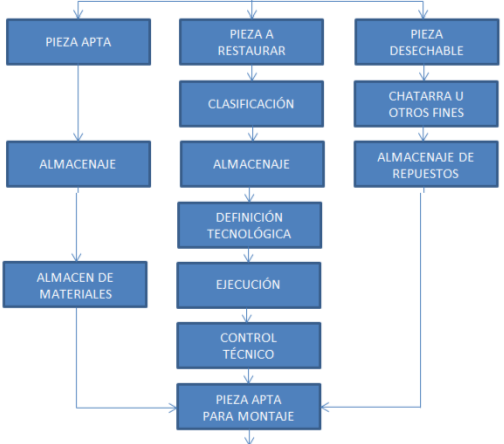 PIEZA APTA
PIEZA A
RESTAURAR
PIEZA
DESECHABLE
CLASIFICACIÓN
CHATARRA U
OTROS FINES
ALMACENAJE
ALMACENAJE
ALMACENAJE DE
REPUESTOS
DEFINICIÓN
TECNOLÓGICA
ALMACEN DE
MATERIALES
EJECUCIÓN
CONTROL
TÉCNICO
PIEZA APTA
PARA MONTAJE